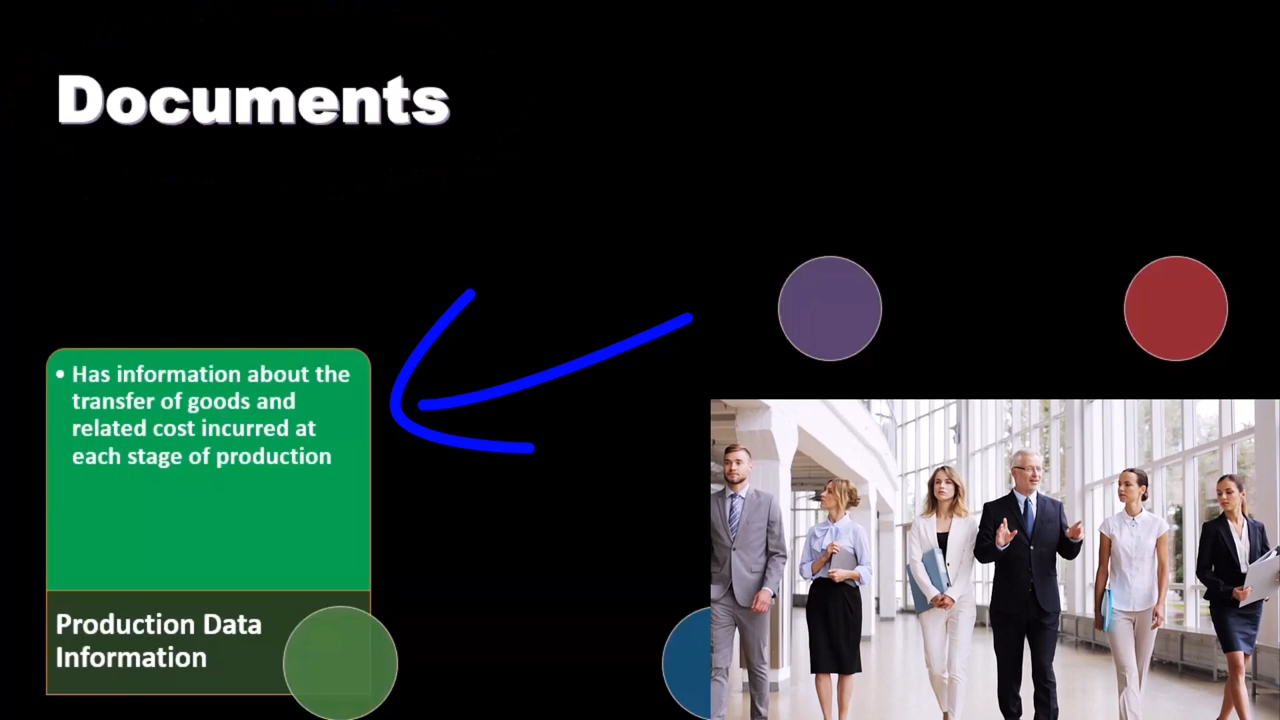 Documents
• Has information about the
transfer of goods and
related cost incurred at
each stage of production
Production Data
Information